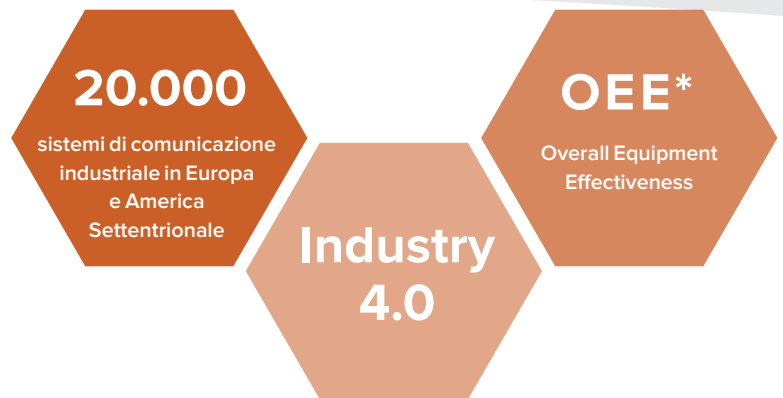 20.000
sistemi di comunicazione
industriale in Europa
e America
Settentrionale
Industry
4.0
OEE*
Overall Equipment
Effectiveness